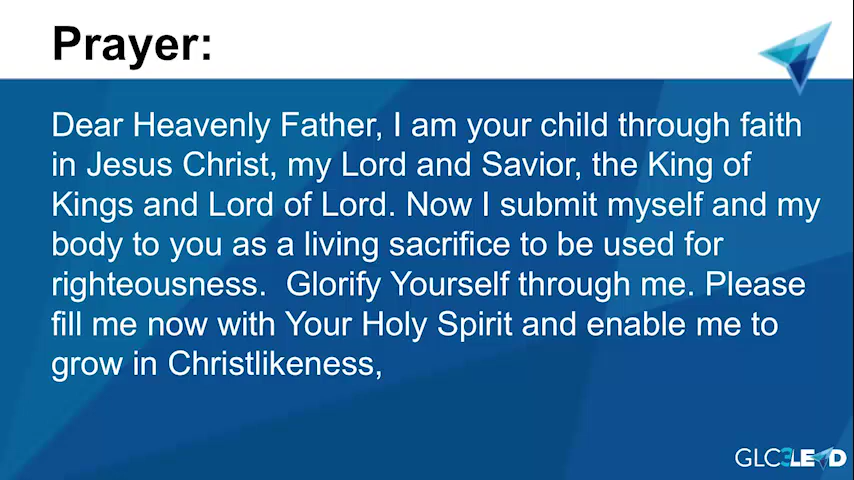 Prayer:
Dear Heavenly Father, I am your child through faith
in Jesus Christ, my Lord and Savior, the King of
Kings and Lord of Lord. Now I submit myself and my
body to you as a living sacrifice to be used for
righteousness.  Glorify Yourself through me. Please
fill me now with Your Holy Spirit and enable me to
grow in Christlikeness,